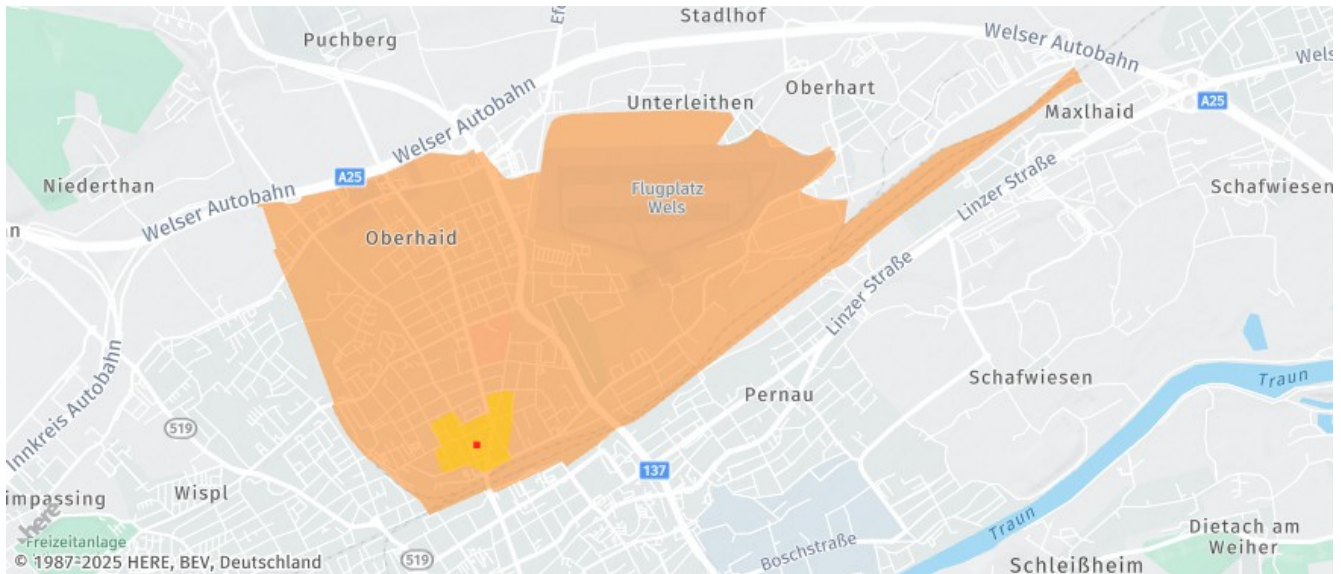 Stadlhof
Puchberg
Efe
Welser Autobahn
Wels
Oberhart
Unterleithen
A25
Maxlhaid
Welser Autobahn
A25
Niederthan
Flugplatz
Wels
Schafwiesen
Linzer Straße
Welser Autobahn
n
Oberhaid
Linzer Straße
Innkreis Autobahn
Pernau
Schafwiesen
Traun
519
137
impassing
Wispl
Traun
here
Freizeitanlage
519
Boschstraße
Dietach am
Weiher
Schleißheim
© 1987-2025 HERE, BEV, Deutschland